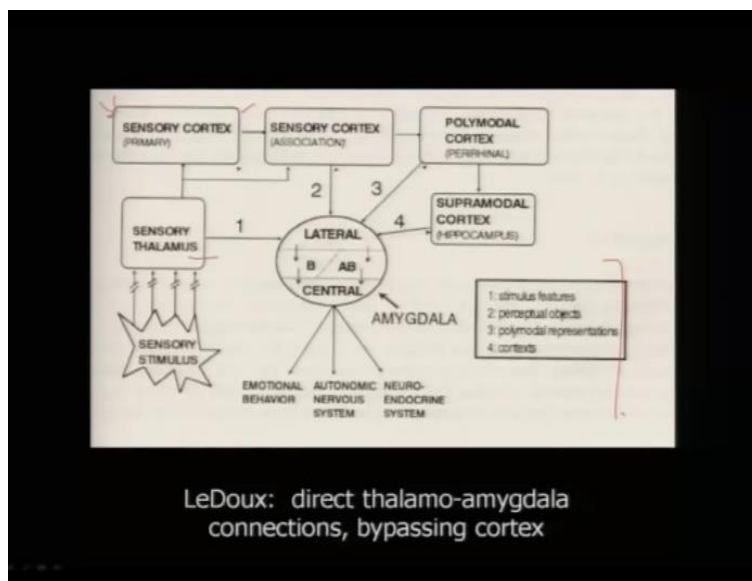 SENSORY CORTEX
(PRIMARY)
SENSORY CORTEX
(ASSOCIATION)
POLYMODAL
CORTEX
(PERIRHINAL)
2
3
SUPRAMODAL
CORTEX
(HIPPOCAMPUS)
SENSORY
THALAMUS
1
4
LATERAL
B AB
CENTRAL
AMYGDALA
1: stimulus features
2: perceptual objects
3: polymodal representations
4: contexts
SENSORY
STIMULUS
EMOTIONAL
BEHAVIOR
AUTONOMIC
NERVOUS
SYSTEM
NEURO-
ENDOCRINE
SYSTEM
LeDoux: direct thalamo-amygdala
connections, bypassing cortex